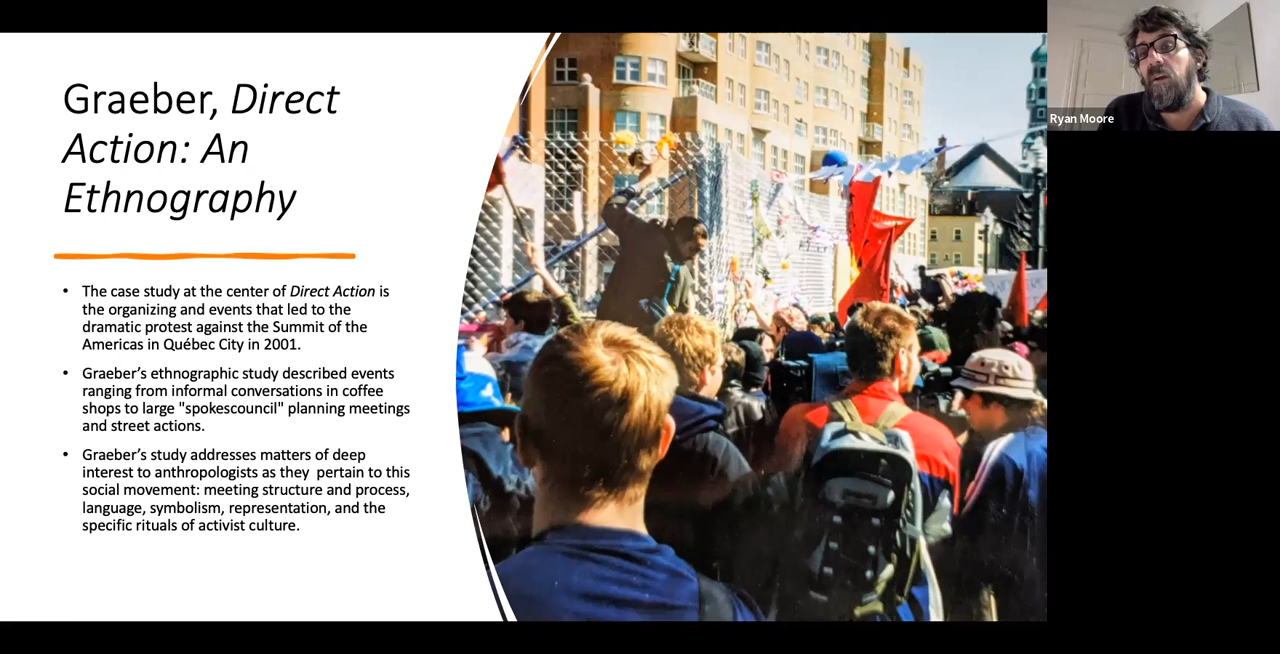 Graeber, Direct
Action: An
Ethnography
• The case study at the center of Direct Action is
the organizing and events that led to the
dramatic protest against the Summit of the
Americas in Québec City in 2001.
• Graeber’s ethnographic study described events
ranging from informal conversations in coffee
shops to large "spokescouncil" planning meetings
and street actions.
• Graeber’s study addresses matters of deep
interest to anthropologists as they  pertain to this
social movement: meeting structure and process,
language, symbolism, representation, and the
specific rituals of activist culture.
Ryan Moore